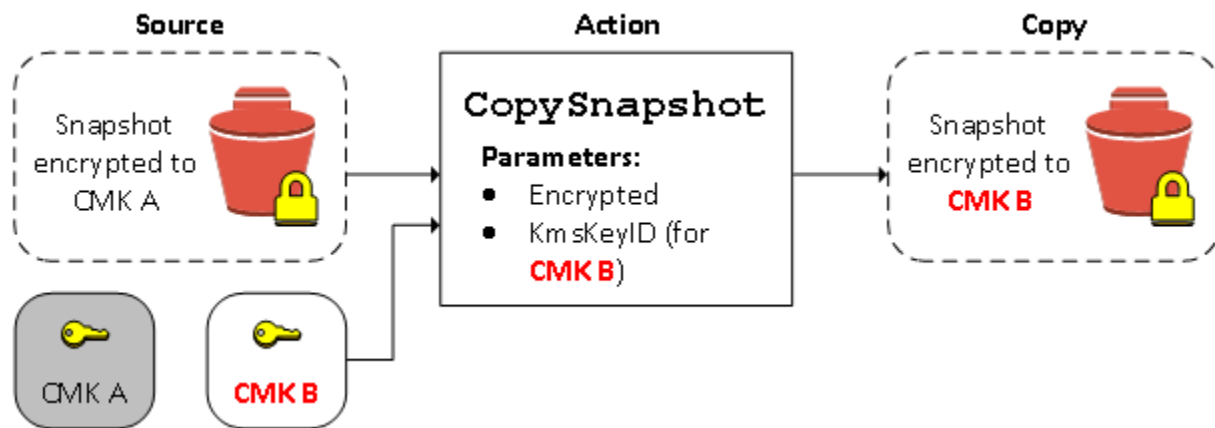 Source
Action
Copy
Snapshot
encrypted to
CMK A
CopySnapshot
Parameters:
● Encrypted
● KmsKeyID (for
CMK B)
Snapshot
encrypted to
CMK B
CMK A
CMK B